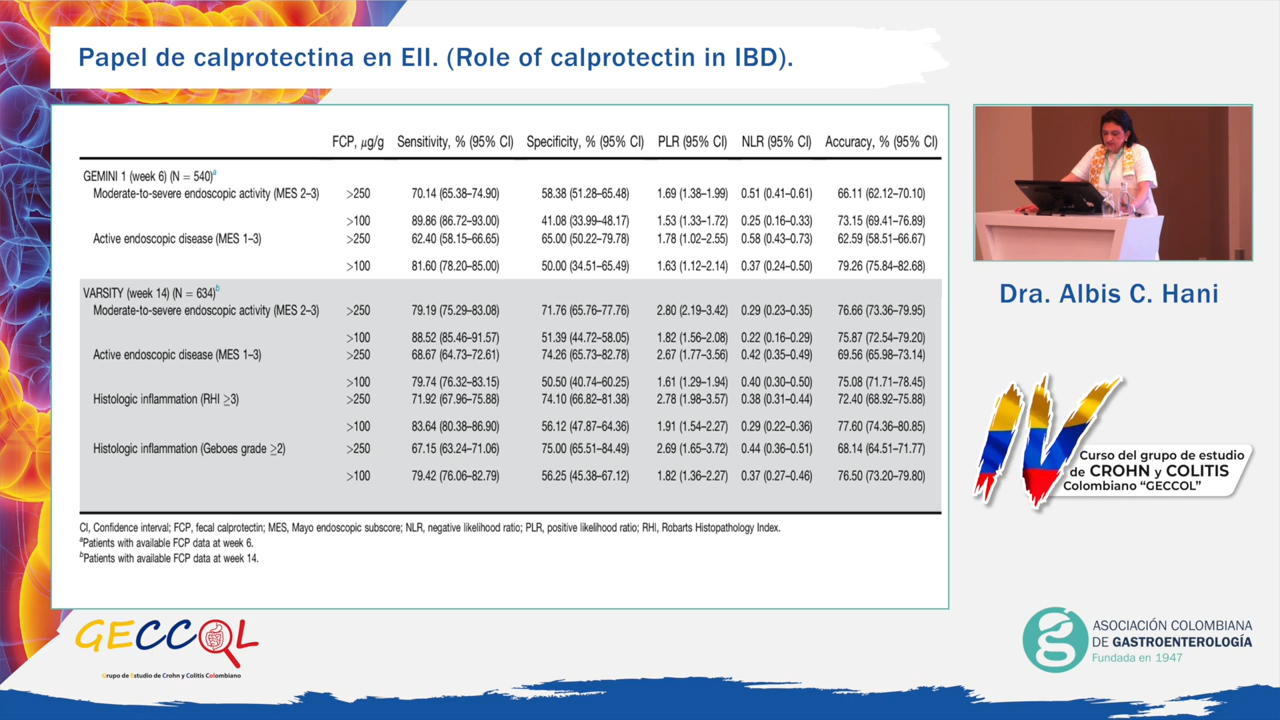 Papel de calprotectina en EII. (Role of calprotectin in IBD).
FCP, µg/g Sensitivity, % (95% CI) Specificity, % (95% CI) PLR (95% CI) NLR (95% CI) Accuracy, % (95% CI)
GEMINI 1 (week 6) (N = 540)a
Moderate-to-severe endoscopic activity (MES 2–3) >250 70.14 (65.38–74.90) 58.38 (51.28–65.48) 1.69 (1.38–1.99) 0.51 (0.41–0.61) 66.11 (62.12–70.10)
>100 89.86 (86.72–93.00) 41.08 (33.99–48.17) 1.53 (1.33–1.72) 0.25 (0.16–0.33) 73.15 (69.41–76.89)
Active endoscopic disease (MES 1–3) >250 62.40 (58.15–66.65) 65.00 (50.22–79.78) 1.78 (1.02–2.55) 0.58 (0.43–0.73) 62.59 (58.51–66.67)
>100 81.60 (78.20–85.00) 50.00 (34.51–65.49) 1.63 (1.12–2.14) 0.37 (0.24–0.50) 79.26 (75.84–82.68)
VARSITY (week 14) (N = 634)b
Moderate-to-severe endoscopic activity (MES 2–3) >250 79.19 (75.29–83.08) 71.76 (65.76–77.76) 2.80 (2.19–3.42) 0.29 (0.23–0.35) 76.66 (73.36–79.95)
>100 88.52 (85.46–91.57) 51.39 (44.72–58.05) 1.82 (1.56–2.08) 0.22 (0.16–0.29) 75.87 (72.54–79.20)
Active endoscopic disease (MES 1–3) >250 68.67 (64.73–72.61) 74.26 (65.73–82.78) 2.67 (1.77–3.56) 0.42 (0.35–0.49) 69.56 (65.98–73.14)
>100 79.74 (76.32–83.15) 50.50 (40.74–60.25) 1.61 (1.29–1.94) 0.40 (0.30–0.50) 75.08 (71.71–78.45)
Histologic inflammation (RHI ≥3) >250 71.92 (67.96–75.88) 74.10 (66.82–81.38) 2.78 (1.98–3.57) 0.38 (0.31–0.44) 72.40 (68.92–75.88)
>100 83.64 (80.38–86.90) 56.12 (47.87–64.36) 1.91 (1.54–2.27) 0.29 (0.22–0.36) 77.60 (74.36–80.85)
Histologic inflammation (Geboes grade ≥2) >250 67.15 (63.24–71.06) 75.00 (65.51–84.49) 2.69 (1.65–3.72) 0.44 (0.36–0.51) 68.14 (64.51–71.77)
>100 79.42 (76.06–82.79) 56.25 (45.38–67.12) 1.82 (1.36–2.27) 0.37 (0.27–0.46) 76.50 (73.20–79.80)
CI, Confidence interval; FCP, fecal calprotectin; MES, Mayo endoscopic subscore; NLR, negative likelihood ratio; PLR, positive likelihood ratio; RHI, Robarts Histopathology Index.
aPatients with available FCP data at week 6.
bPatients with available FCP data at week 14.
Dra. Albis C. Hani
IV
Curso del grupo de estudio
de CROHN y COLITIS
Colombiano "GECCOL"
GECCOL
Grupo de Estudio de Crohn y Colitis Colombiano
ASOCIACIÓN COLOMBIANA
DE GASTROENTEROLOGÍA
Fundada en 1947